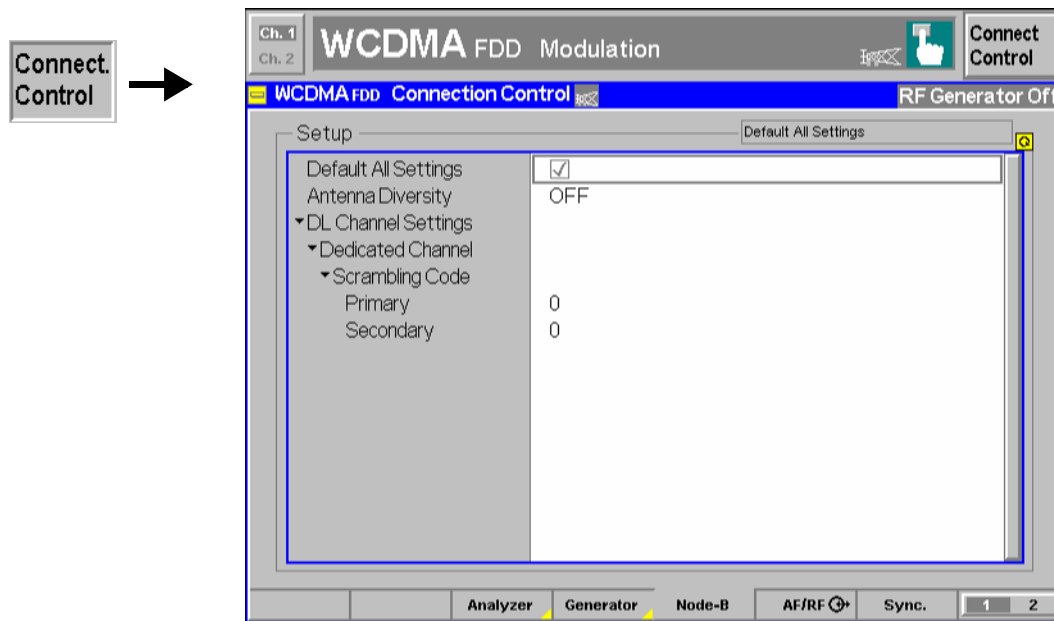 Connect.
Control
Ch. 1
Ch. 2
WCDMA FDD Modulation
Connect
Control
WCDMA FDD Connection Control
RF Generator Off
Setup
Default All Settings
Default All Settings
Antenna Diversity OFF
DL Channel Settings
Dedicated Channel
Scrambling Code
Primary 0
Secondary 0
Analyzer Generator Node-B AF/RF Sync. 1 2